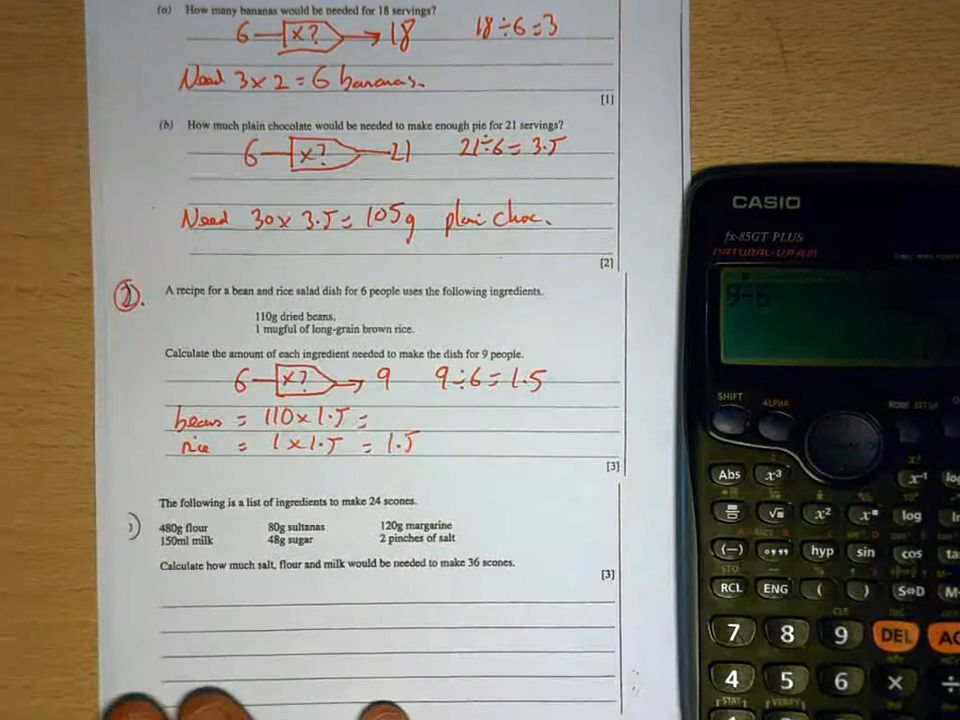 (a) How many bananas would be needed for 18 servings?
6 x? 18 18÷6=3
Need 3×2=6 bananas.
[1]
(b) How much plain chocolate would be needed to make enough pie for 21 servings?
6 x? 21 21÷6=3.5
Need 30×3.5=105g plain choc.
[2]
2. A recipe for a bean and rice salad dish for 6 people uses the following ingredients.
110g dried beans,
1 mugful of long-grain brown rice.
Calculate the amount of each ingredient needed to make the dish for 9 people.
6 x? 9 9÷6=1.5
beans = 110×1.5=
rice = 1×1.5=1.5
[3]
The following is a list of ingredients to make 24 scones.
480g flour 80g sultanas 120g margarine
150ml milk 48g sugar 2 pinches of salt
Calculate how much salt, flour and milk would be needed to make 36 scones.
[3]
CASIO
fx-85GT PLUS
NATURAL-V.P.A.M.
9÷6
SHIFT ALPHA MODE SETUP
Abs x³ x⁻¹
√ x² log
(−) hyp sin cos
STO
RCL ENG ( ) S⇔D
CLR
7 8 9 DEL AC
4 5 6 × ÷
STAT VERIFY